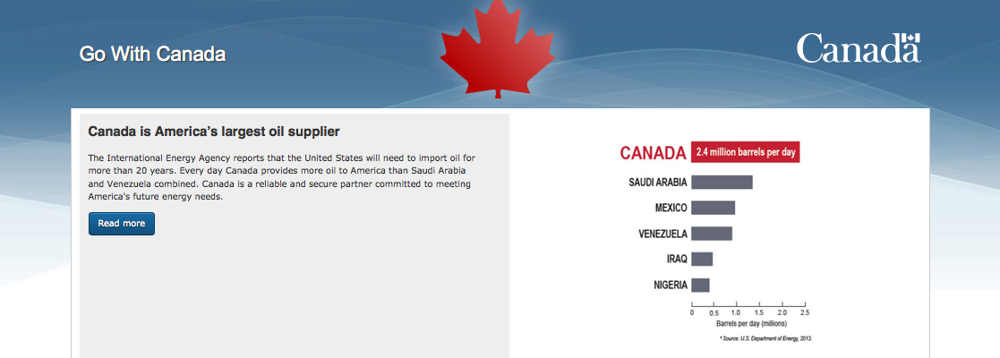 Go With Canada
Canada
Canada is America's largest oil supplier
The International Energy Agency reports that the United States will need to import oil for
more than 20 years. Every day Canada provides more oil to America than Saudi Arabia
and Venezuela combined. Canada is a reliable and secure partner committed to meeting
America's future energy needs.
Read more
CANADA 2.4 million barrels per day
SAUDI ARABIA
MEXICO
VENEZUELA
IRAQ
NIGERIA
0 0.5 1.0 1.5 2.0 2.5
Barrels per day (millions)
* Source: U.S. Department of Energy, 2013.